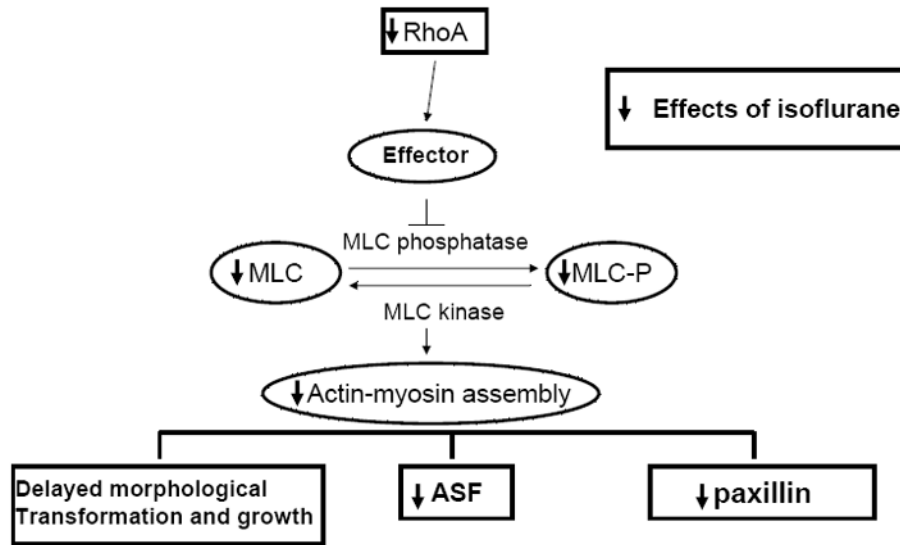 ↓ RhoA
↓ Effects of isoflurane
Effector
MLC phosphatase
↓ MLC
↓ MLC-P
MLC kinase
↓ Actin-myosin assembly
Delayed morphological
Transformation and growth
↓ ASF
↓ paxillin